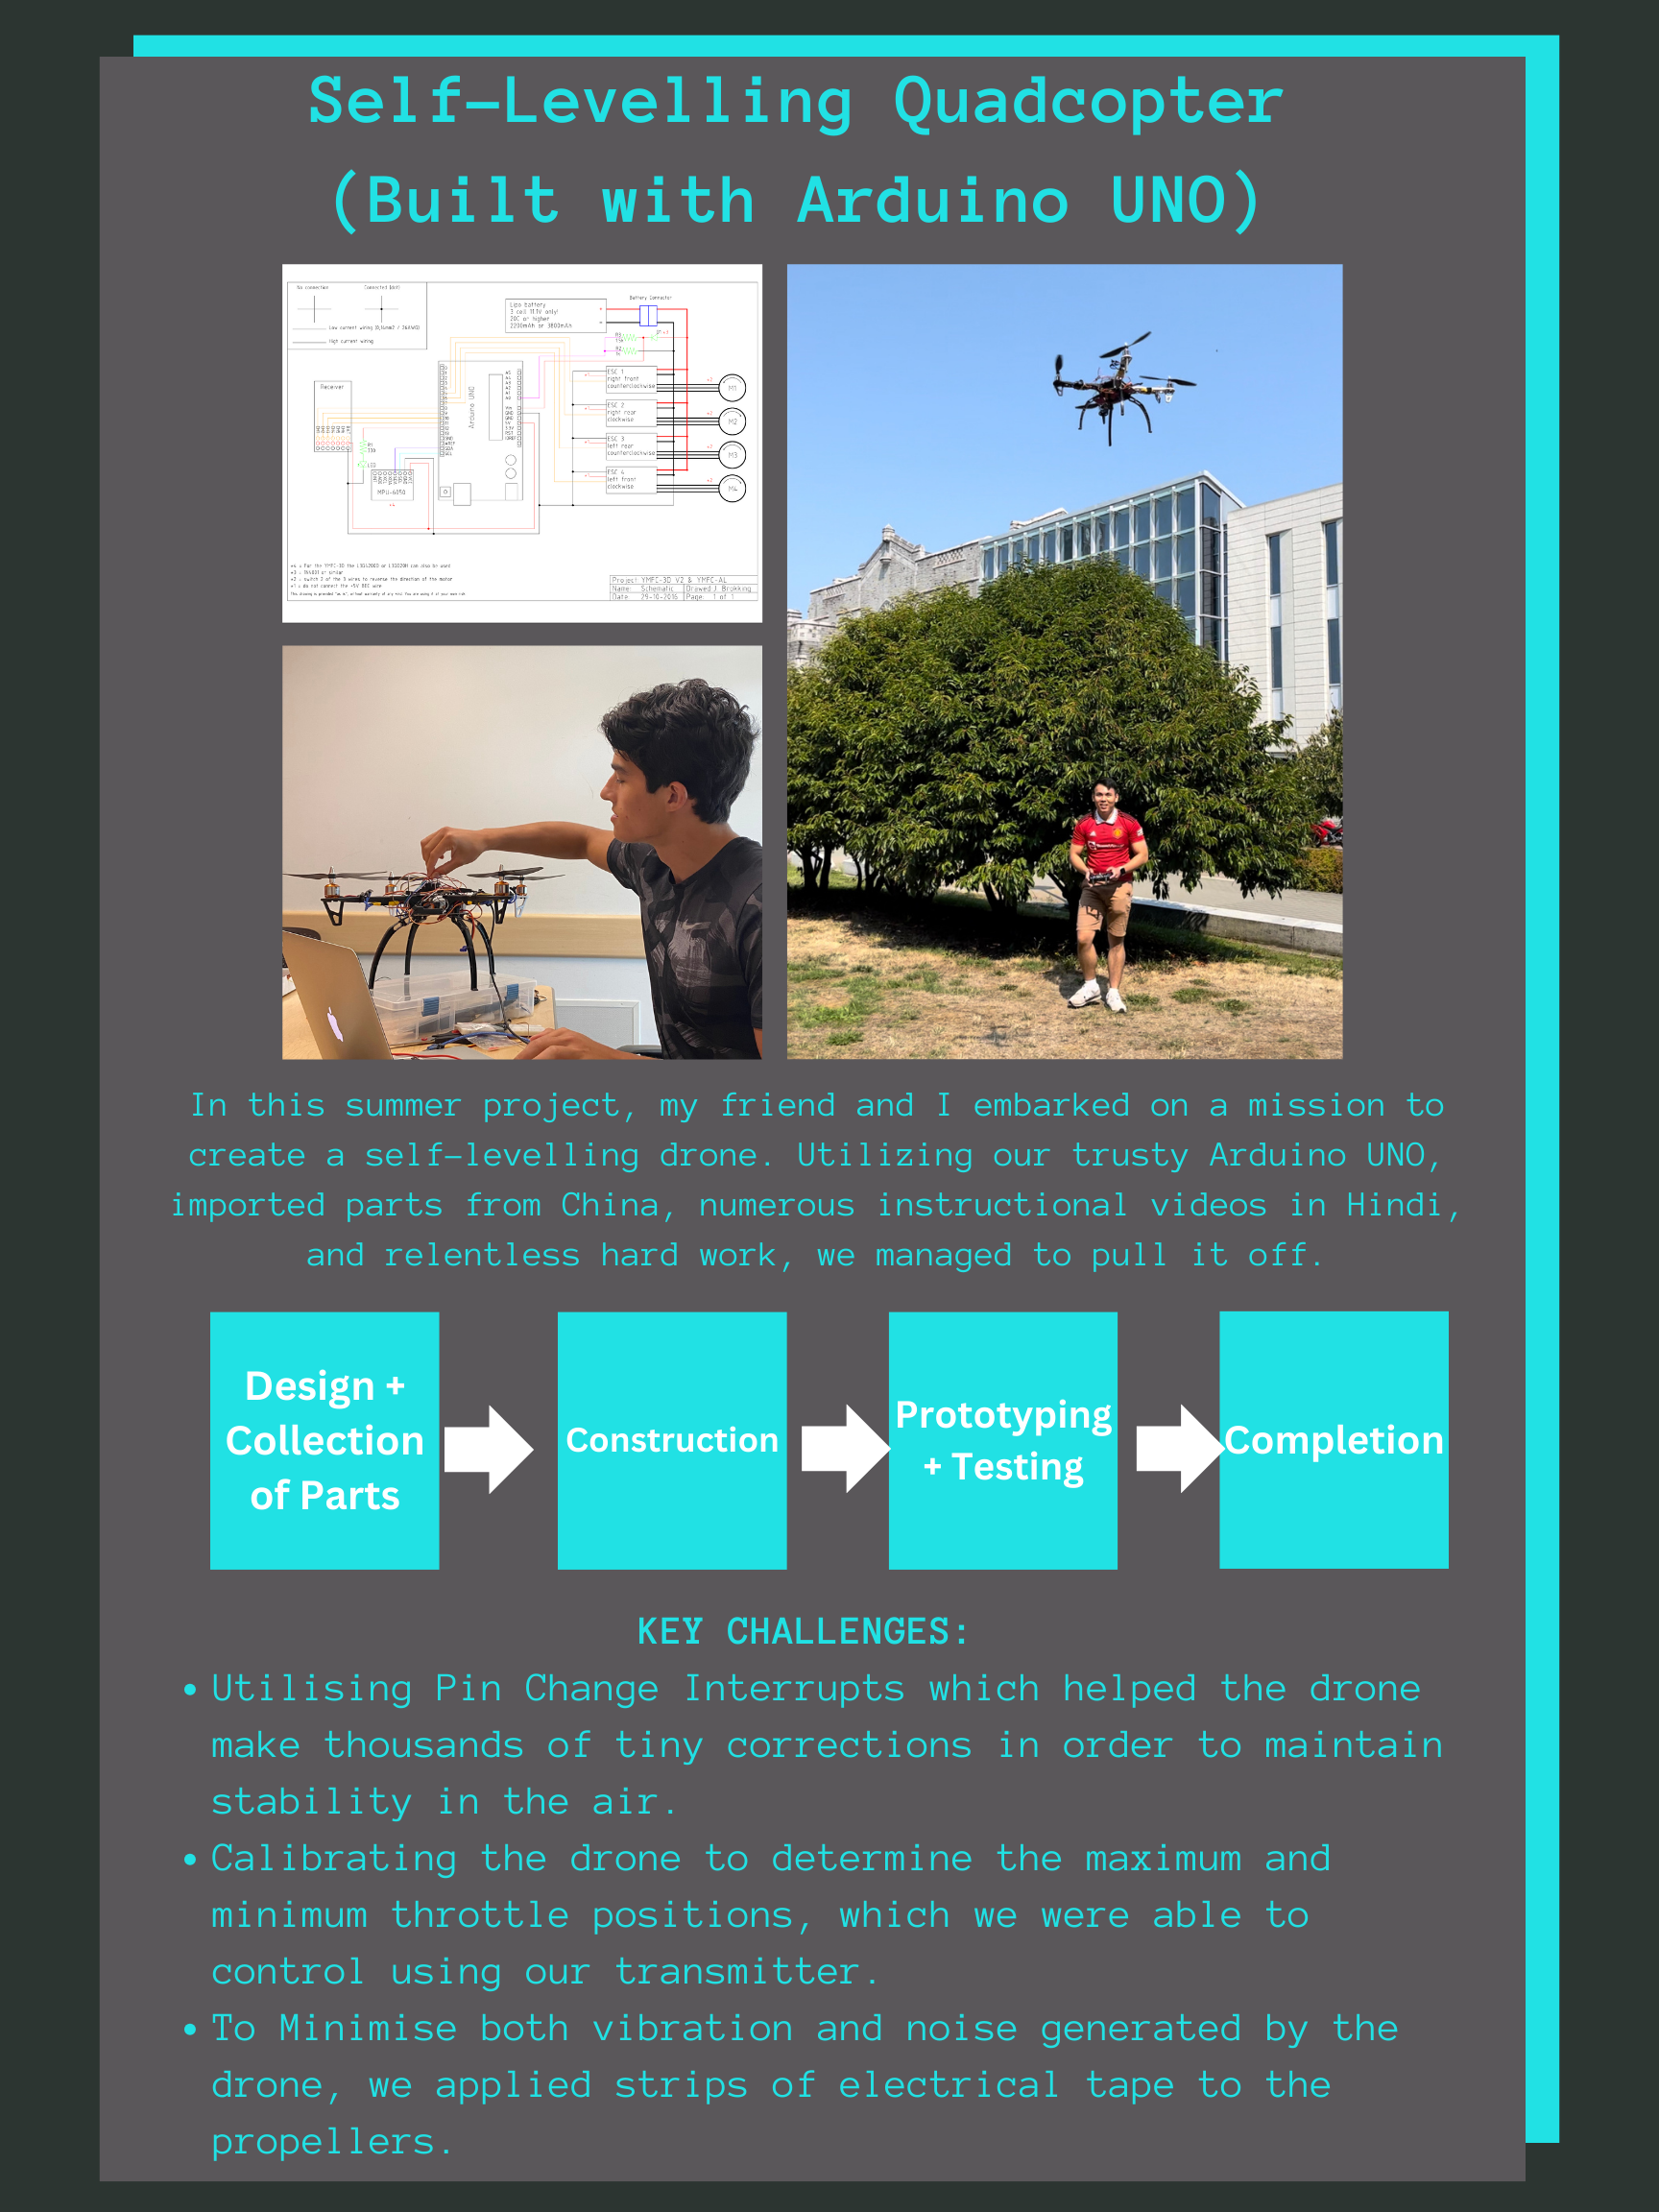 Self-Levelling Quadcopter
(Built with Arduino UNO)
No connection
Connected (dot)
Low current wiring
High current wiring
Lipo battery
3 cell 11.1V only!
20C or higher
2200mAh or 3800mAh
Battery Connector
Receiver
Arduino UNO
MPU-6050
LED
ESC 1
right front
counterclockwise
M1
ESC 2
right rear
clockwise
M2
ESC 3
left rear
counterclockwise
M3
ESC 4
left front
clockwise
M4
Project: YMFC-3D V2 & YMFC-AL
Name: Schematic Drawed J. Brokking
Date: 29-10-2016 Page: 1 of 1
In this summer project, my friend and I embarked on a mission to
create a self-levelling drone. Utilizing our trusty Arduino UNO,
imported parts from China, numerous instructional videos in Hindi,
and relentless hard work, we managed to pull it off.
Design +
Collection
of Parts
Construction
Prototyping
+ Testing
Completion
KEY CHALLENGES:
• Utilising Pin Change Interrupts which helped the drone
make thousands of tiny corrections in order to maintain
stability in the air.
• Calibrating the drone to determine the maximum and
minimum throttle positions, which we were able to
control using our transmitter.
• To Minimise both vibration and noise generated by the
drone, we applied strips of electrical tape to the
propellers.